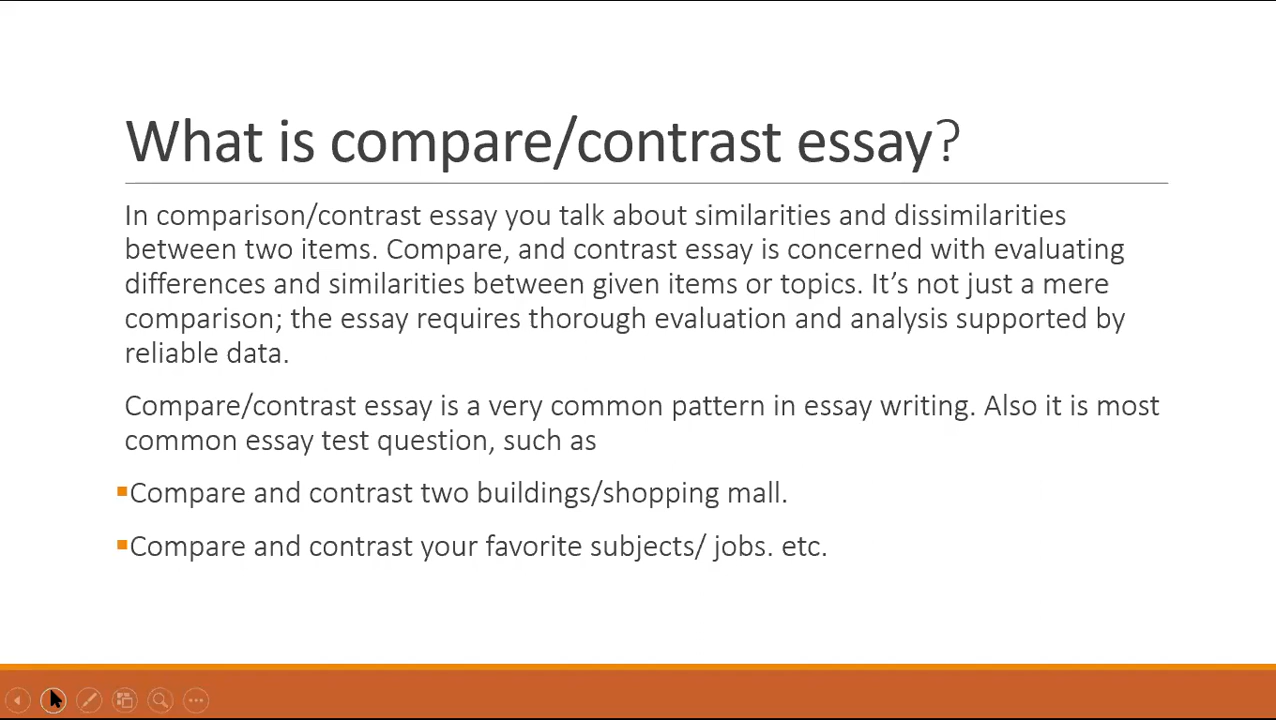 What is compare/contrast essay?
In comparison/contrast essay you talk about similarities and dissimilarities
between two items. Compare, and contrast essay is concerned with evaluating
differences and similarities between given items or topics. It’s not just a mere
comparison; the essay requires thorough evaluation and analysis supported by
reliable data.
Compare/contrast essay is a very common pattern in essay writing. Also it is most
common essay test question, such as
▪Compare and contrast two buildings/shopping mall.
▪Compare and contrast your favorite subjects/ jobs. etc.